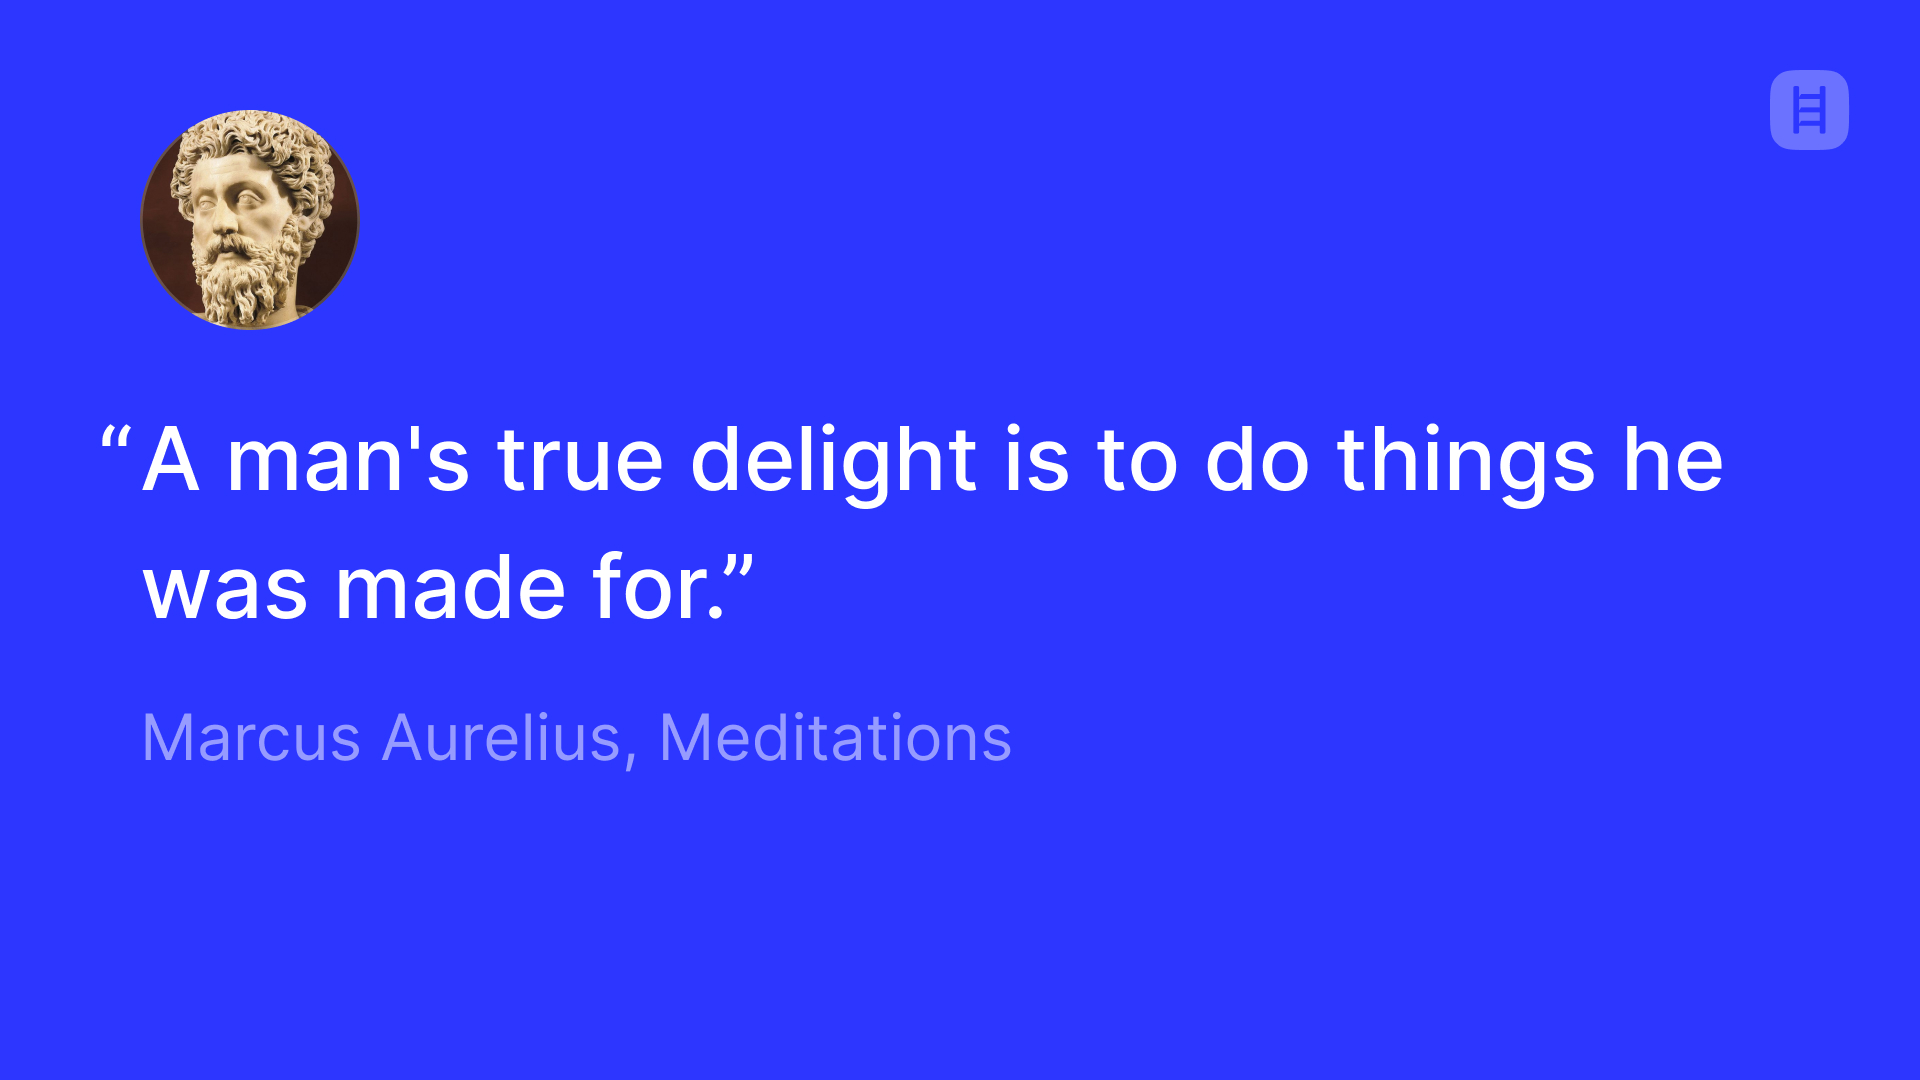 “A man's true delight is to do things he
was made for.”
Marcus Aurelius, Meditations